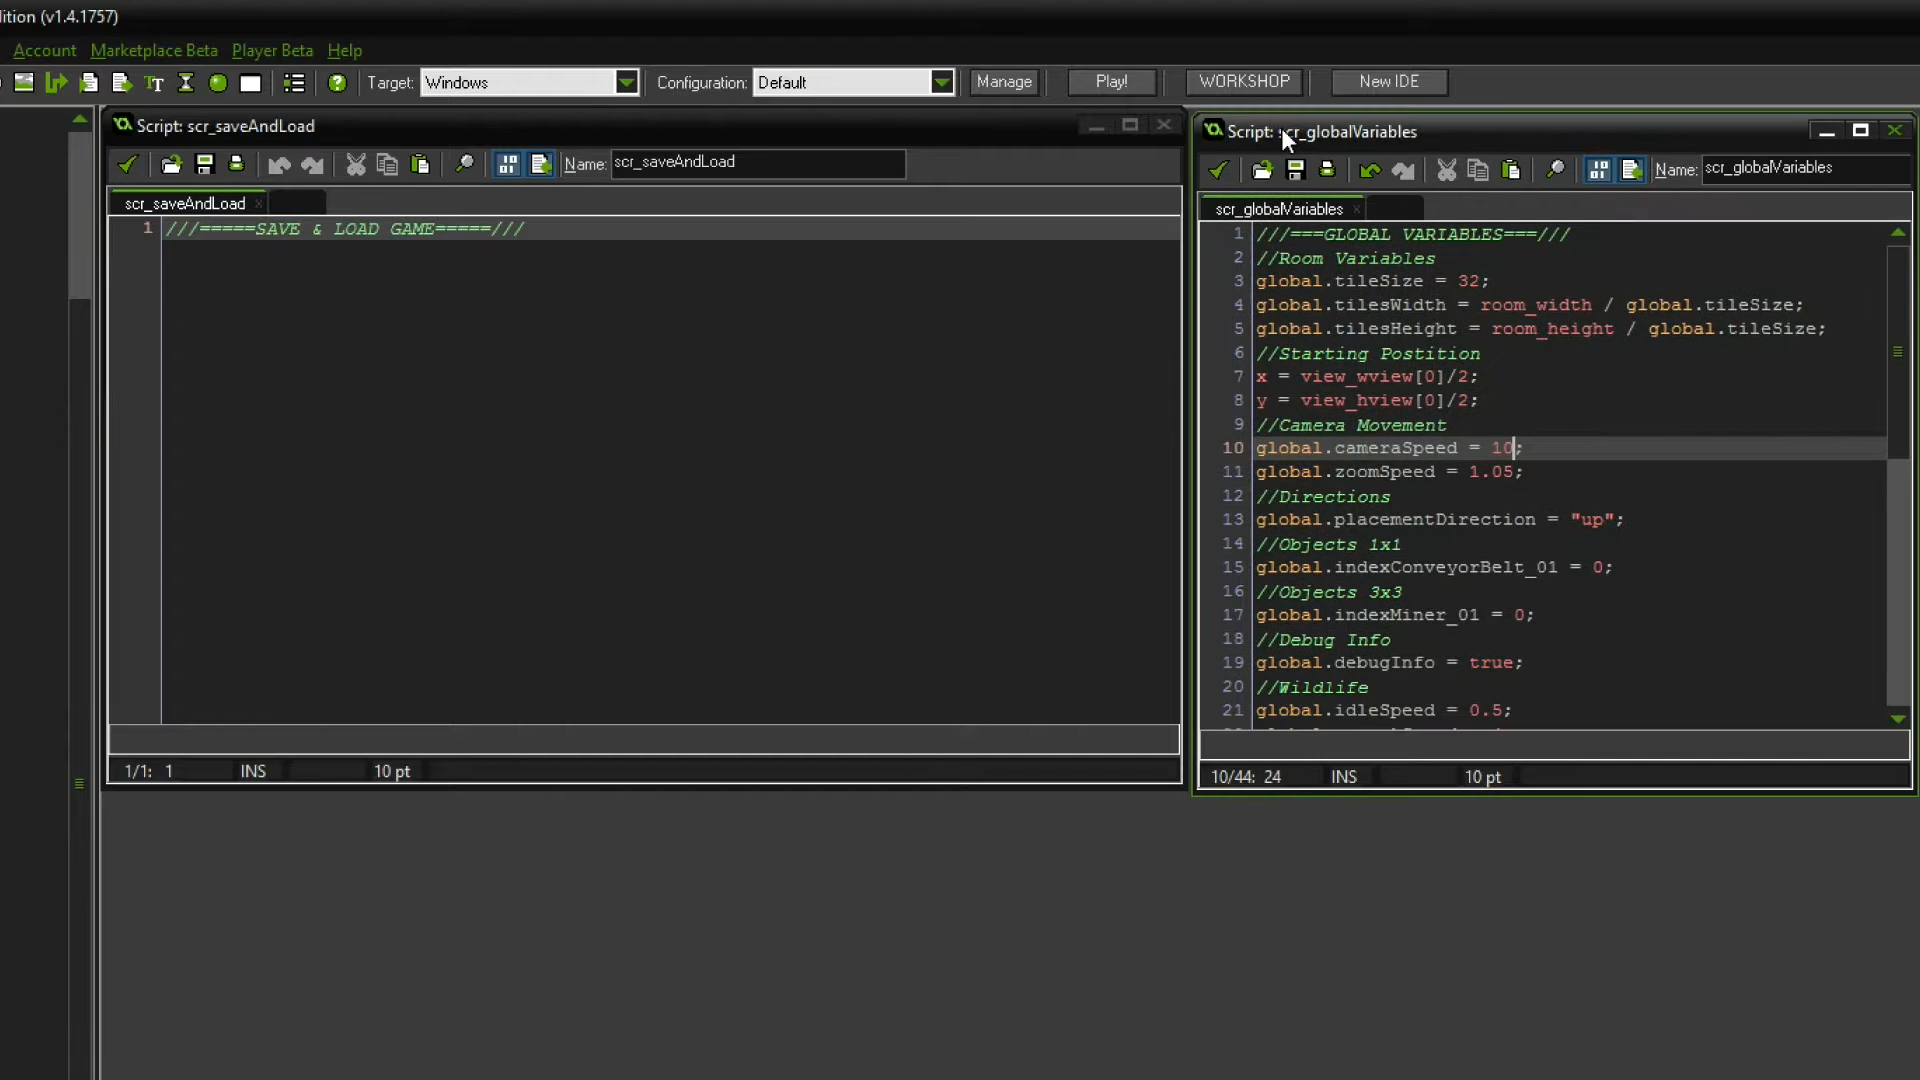 ition (v1.4.1757)
Account Marketplace Beta Player Beta Help
Target: Windows Configuration: Default Manage Play! WORKSHOP New IDE
Script: scr_saveAndLoad
Name: scr_saveAndLoad
scr_saveAndLoad
1 ///=====SAVE & LOAD GAME=====///
1/1: 1 INS 10 pt
Script: scr_globalVariables
Name: scr_globalVariables
scr_globalVariables
1 ///===GLOBAL VARIABLES===///
2 //Room Variables
3 global.tileSize = 32;
4 global.tilesWidth = room_width / global.tileSize;
5 global.tilesHeight = room_height / global.tileSize;
6 //Starting Postition
7 x = view_wview[0]/2;
8 y = view_hview[0]/2;
9 //Camera Movement
10 global.cameraSpeed = 10;
11 global.zoomSpeed = 1.05;
12 //Directions
13 global.placementDirection = "up";
14 //Objects 1x1
15 global.indexConveyorBelt_01 = 0;
16 //Objects 3x3
17 global.indexMiner_01 = 0;
18 //Debug Info
19 global.debugInfo = true;
20 //Wildlife
21 global.idleSpeed = 0.5;
10/44: 24 INS 10 pt